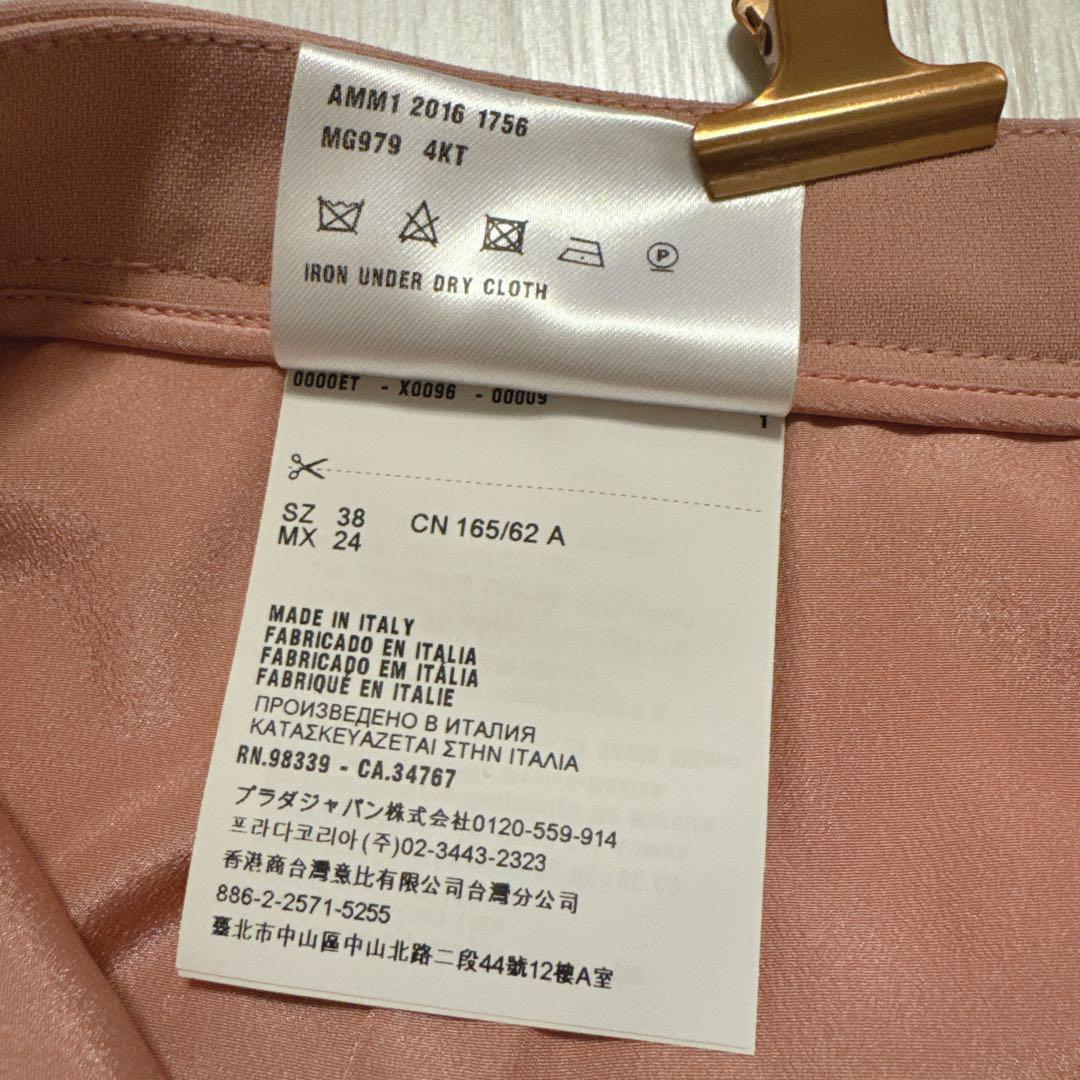 AMM1 2016 1756
MG979 4KT
P
IRON UNDER DRY CLOTH
0000ET - X0096 - 00009
1
SZ 38 CN 165/62 A
MX 24
MADE IN ITALY
FABRICADO EN ITALIA
FABRICADO EM ITÁLIA
FABRIQUÉ EN ITALIE
ПРОИЗВЕДЕНО В ИТАЛИЯ
ΚΑΤΑΣΚΕΥΑΖΕΤΑΙ ΣΤΗΝ ΙΤΑΛΙΑ
RN.98339 - CA.34767
プラダジャパン株式会社0120-559-914
프라다코리아(주)02-3443-2323
香港商台灣意比有限公司台灣分公司
886-2-2571-5255
臺北市中山區中山北路二段44號12樓A室